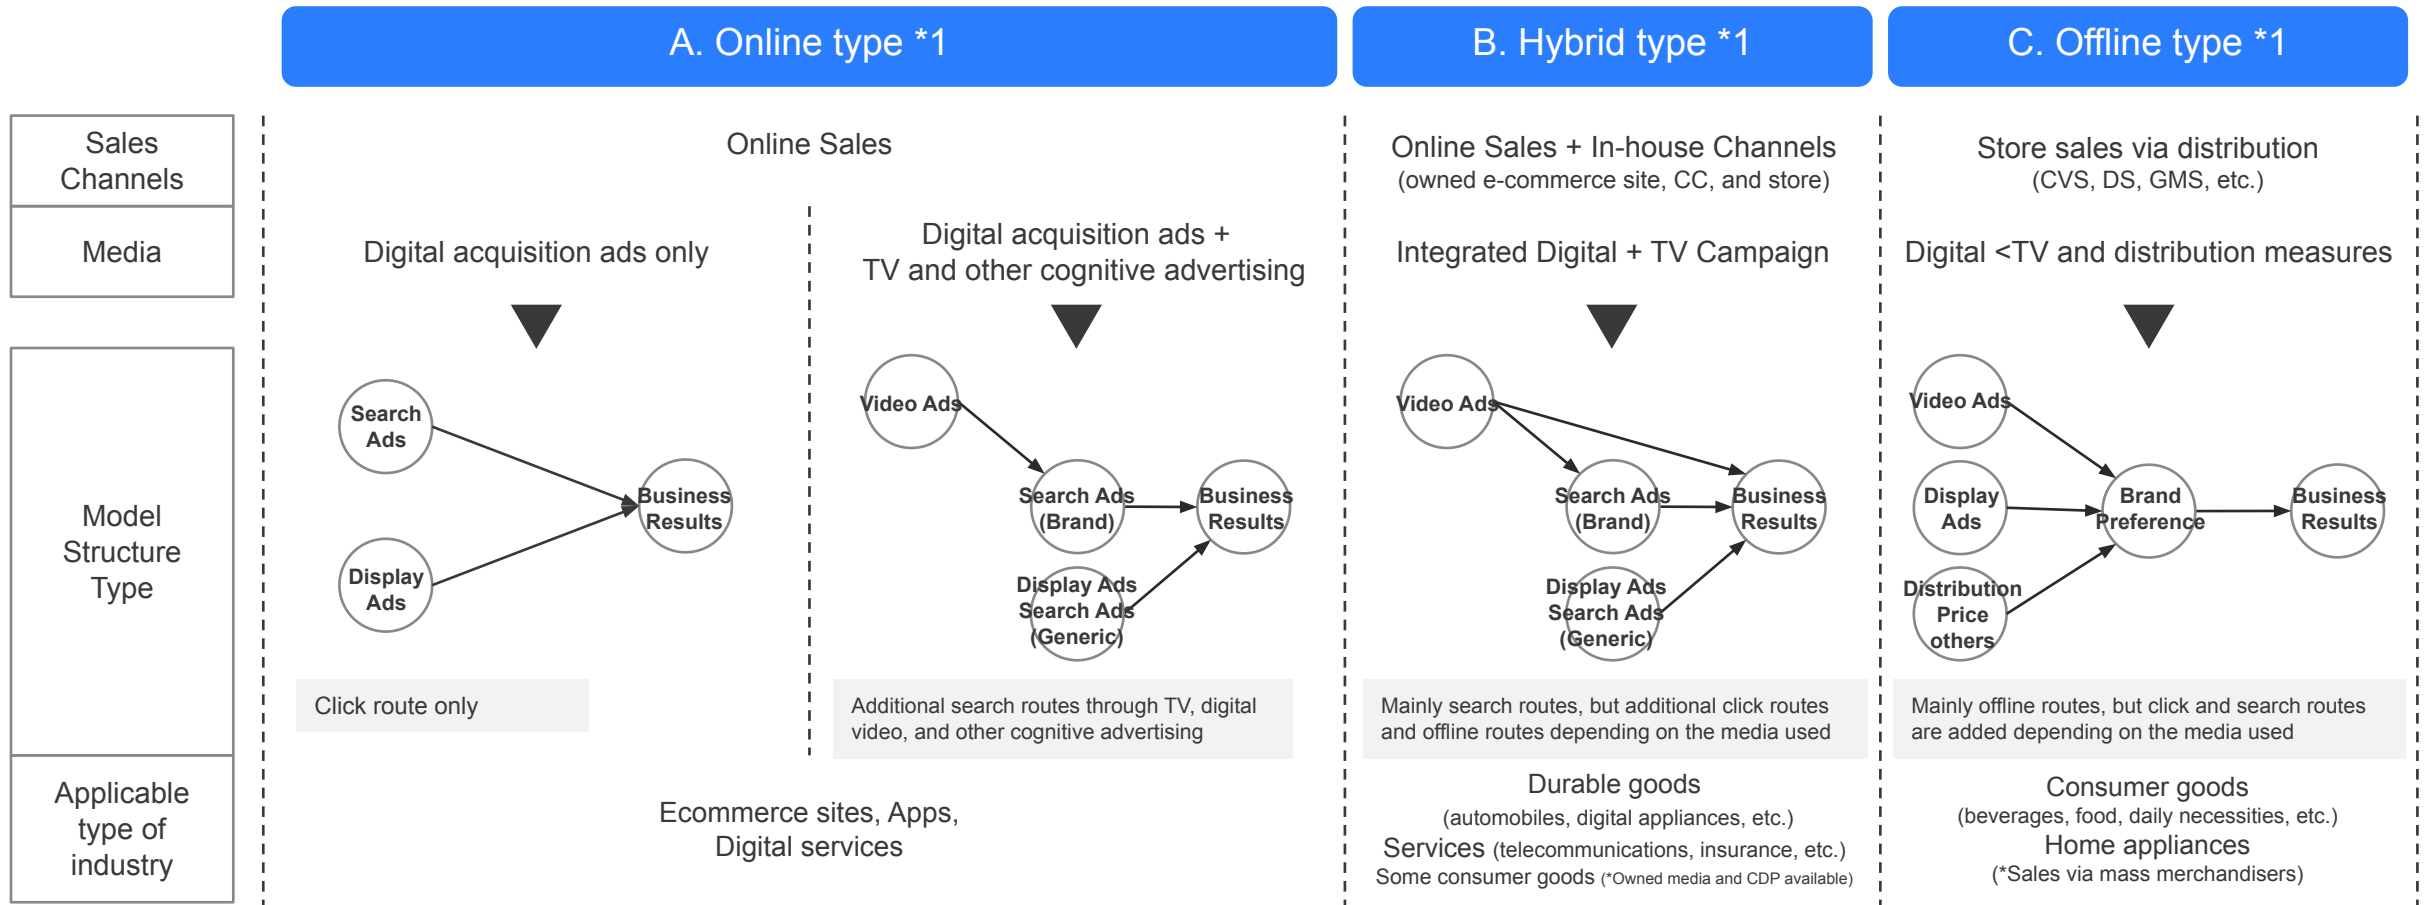 A. Online type *1
B. Hybrid type *1
C. Offline type *1
Sales
Channels
Online Sales
Online Sales + In-house Channels
(owned e-commerce site, CC, and store)
Store sales via distribution
(CVS, DS, GMS, etc.)
Media
Digital acquisition ads only
Digital acquisition ads +
TV and other cognitive advertising
Integrated Digital + TV Campaign
Digital <TV and distribution measures
Model
Structure
Type
Search
Ads
Display
Ads
Business
Results
Click route only
Video Ads
Search Ads
(Brand)
Display Ads
Search Ads
(Generic)
Business
Results
Additional search routes through TV, digital
video, and other cognitive advertising
Video Ads
Search Ads
(Brand)
Display Ads
Search Ads
(Generic)
Business
Results
Mainly search routes, but additional click routes
and offline routes depending on the media used
Video Ads
Display
Ads
Distribution
Price
others
Brand
Preference
Business
Results
Mainly offline routes, but click and search routes
are added depending on the media used
Applicable
type of
industry
Ecommerce sites, Apps,
Digital services
Durable goods
(automobiles, digital appliances, etc.)
Services (telecommunications, insurance, etc.)
Some consumer goods (*Owned media and CDP available)
Consumer goods
(beverages, food, daily necessities, etc.)
Home appliances
(*Sales via mass merchandisers)